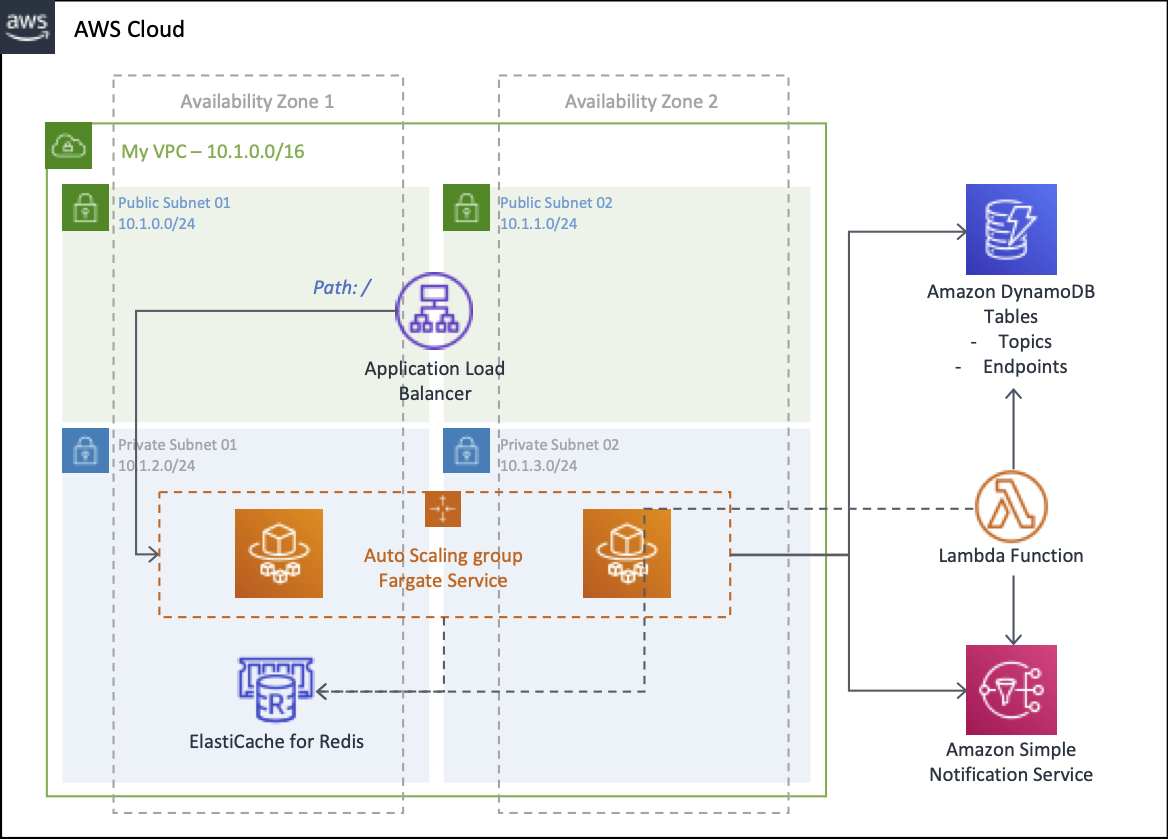 aws
AWS Cloud
Availability Zone 1
Availability Zone 2
My VPC – 10.1.0.0/16
Public Subnet 01
10.1.0.0/24
Public Subnet 02
10.1.1.0/24
Path: /
Application Load
Balancer
Amazon DynamoDB
Tables
- Topics
- Endpoints
Private Subnet 01
10.1.2.0/24
Private Subnet 02
10.1.3.0/24
Auto Scaling group
Fargate Service
Lambda Function
R
ElastiCache for Redis
Amazon Simple
Notification Service